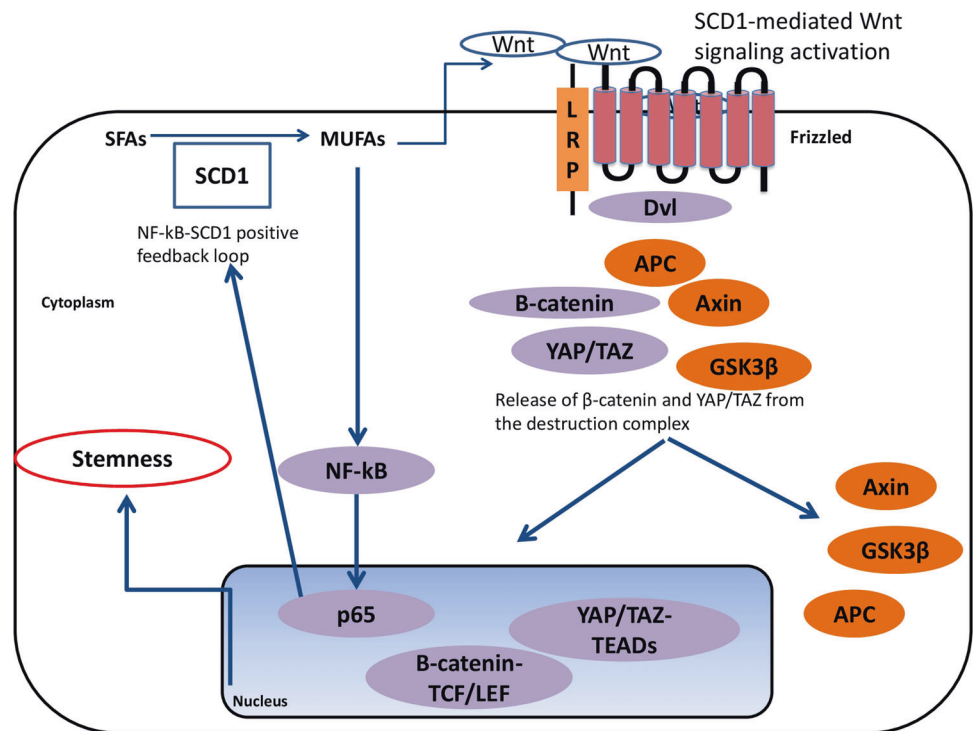 SCD1-mediated Wnt
signaling activation
Wnt
Wnt
SFAs
MUFAs
L
R
P
Frizzled
SCD1
Dvl
NF-kB-SCD1 positive
feedback loop
APC
Cytoplasm
B-catenin
Axin
YAP/TAZ
GSK3β
Release of β-catenin and YAP/TAZ from
the destruction complex
Stemness
NF-kB
Axin
GSK3β
p65
YAP/TAZ-
TEADs
APC
B-catenin-
TCF/LEF
Nucleus